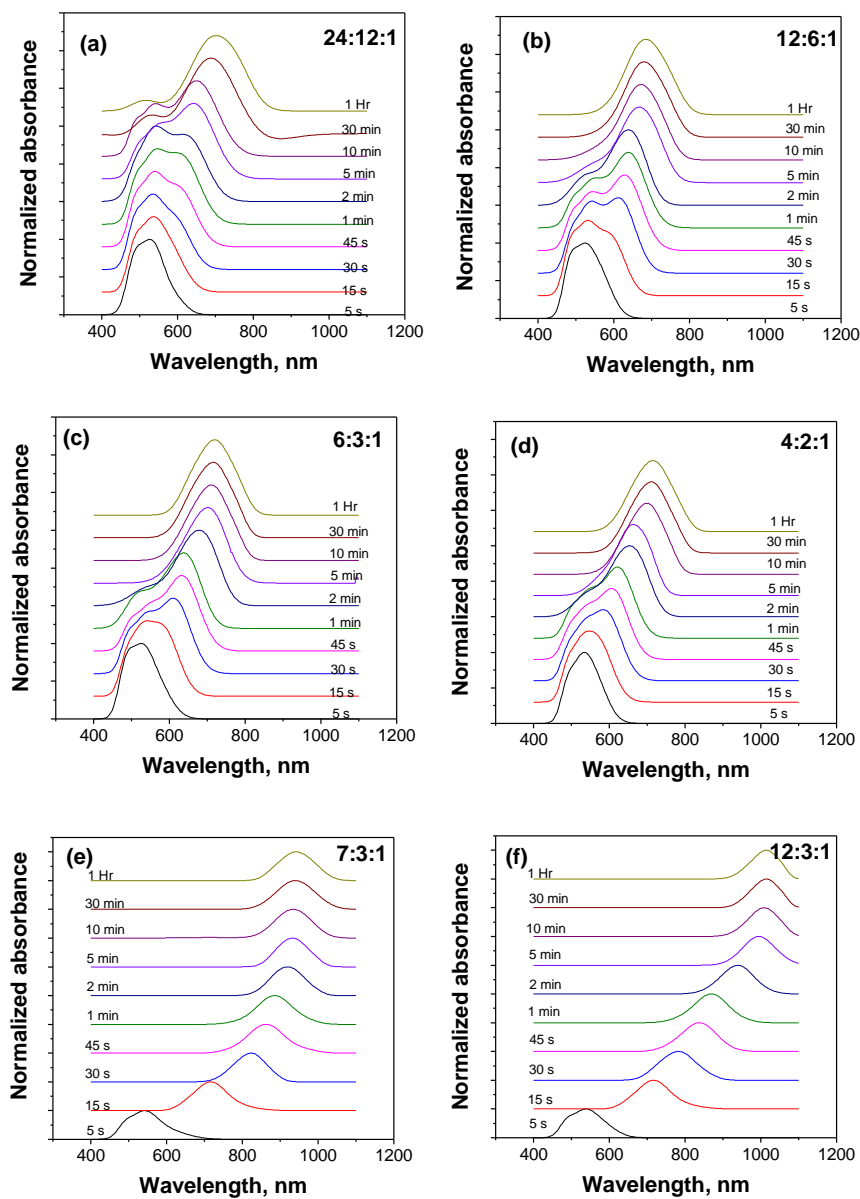 (a)
24:12:1
Normalized absorbance
1 Hr
30 min
10 min
5 min
2 min
1 min
45 s
30 s
15 s
5 s
400 600 800 1000 1200
Wavelength, nm
(b)
12:6:1
Normalized absorbance
1 Hr
30 min
10 min
5 min
2 min
1 min
45 s
30 s
15 s
5 s
400 600 800 1000 1200
Wavelength, nm
(c)
6:3:1
Normalized absorbance
1 Hr
30 min
10 min
5 min
2 min
1 min
45 s
30 s
15 s
5 s
400 600 800 1000 1200
Wavelength, nm
(d)
4:2:1
Normalized absorbance
1 Hr
30 min
10 min
5 min
2 min
1 min
45 s
30 s
15 s
5 s
400 600 800 1000 1200
Wavelength, nm
(e)
7:3:1
Normalized absorbance
1 Hr
30 min
10 min
5 min
2 min
1 min
45 s
30 s
15 s
5 s
400 600 800 1000 1200
Wavelength, nm
(f)
12:3:1
Normalized absorbance
1 Hr
30 min
10 min
5 min
2 min
1 min
45 s
30 s
15 s
5 s
400 600 800 1000 1200
Wavelength, nm